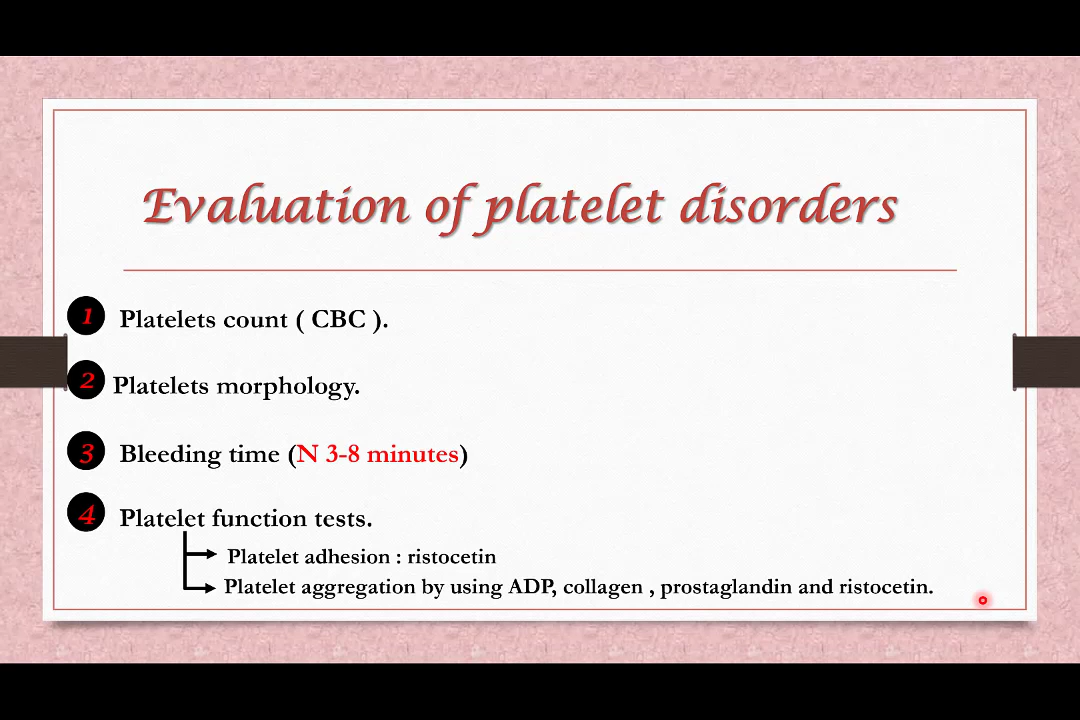 Evaluation of platelet disorders
1 Platelets count ( CBC ).
2 Platelets morphology.
3 Bleeding time (N 3-8 minutes)
4 Platelet function tests.
Platelet adhesion : ristocetin
Platelet aggregation by using ADP, collagen , prostaglandin and ristocetin.